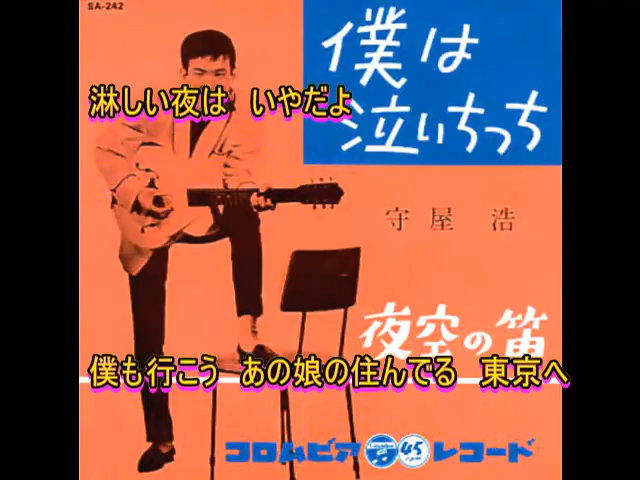 SA-242
僕は
泣いちっち
淋しい夜は　いやだよ
守屋 浩
夜空の笛
僕も行こう　あの娘の住んでる　東京へ
コロムビア 45 レコード